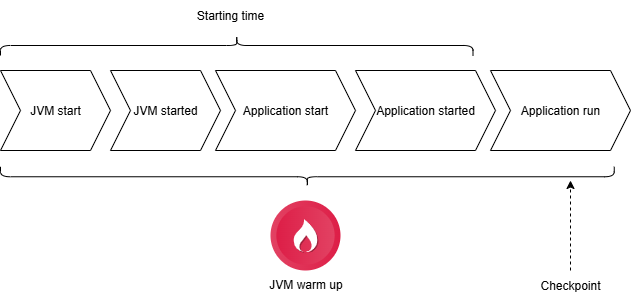 Starting time
JVM start
JVM started
Application start
Application started
Application run
JVM warm up
Checkpoint